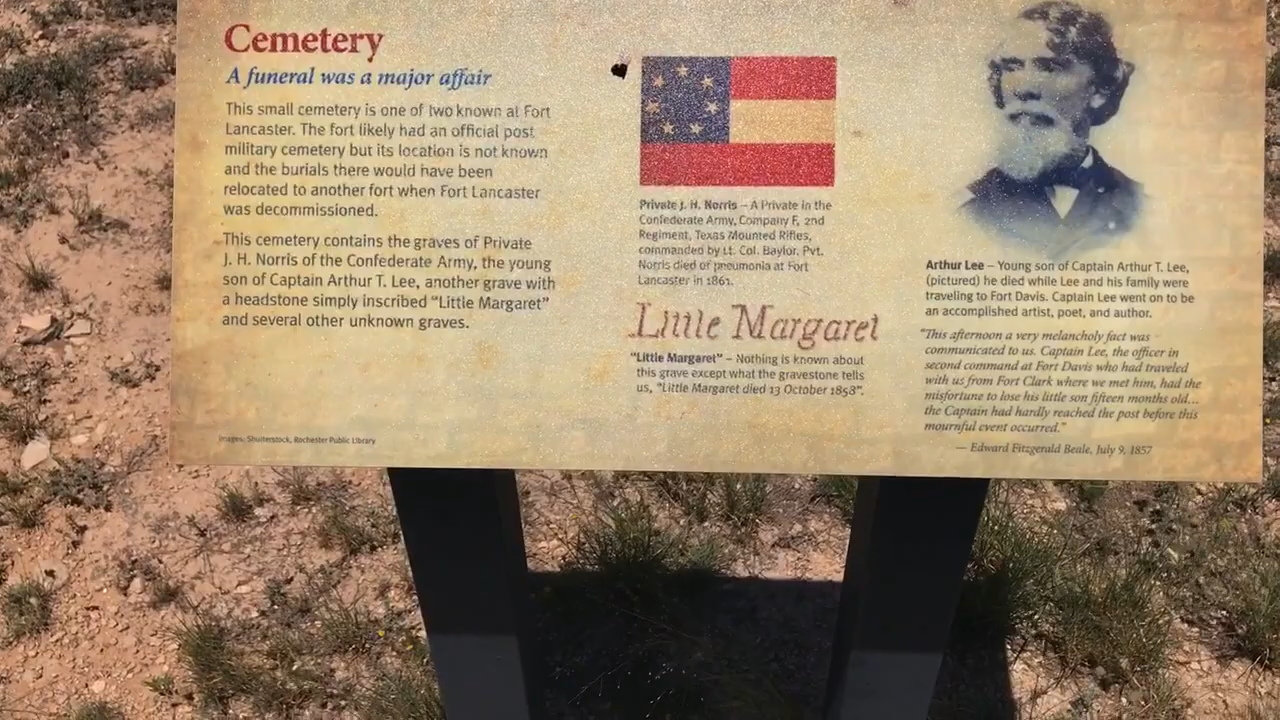 Cemetery
A funeral was a major affair
This small cemetery is one of two known at Fort
Lancaster. The fort likely had an official post
military cemetery but its location is not known
and the burials there would have been
relocated to another fort when Fort Lancaster
was decommissioned.
This cemetery contains the graves of Private
J. H. Norris of the Confederate Army, the young
son of Captain Arthur T. Lee, another grave with
a headstone simply inscribed “Little Margaret”
and several other unknown graves.
Images: Shutterstock, Rochester Public Library
Private J. H. Norris – A Private in the
Confederate Army, Company F, 2nd
Regiment, Texas Mounted Rifles,
commanded by Lt. Col. Baylor. Pvt.
Norris died of pneumonia at Fort
Lancaster in 1861.
Little Margaret
“Little Margaret” – Nothing is known about
this grave except what the gravestone tells
us, “Little Margaret died 13 October 1858”.
Arthur Lee – Young son of Captain Arthur T. Lee,
(pictured) he died while Lee and his family were
traveling to Fort Davis. Captain Lee went on to be
an accomplished artist, poet, and author.
“This afternoon a very melancholy fact was
communicated to us. Captain Lee, the officer in
second command at Fort Davis who had traveled
with us from Fort Clark where we met him, had the
misfortune to lose his little son fifteen months old...
the Captain had hardly reached the post before this
mournful event occurred.”
— Edward Fitzgerald Beale, July 9, 1857